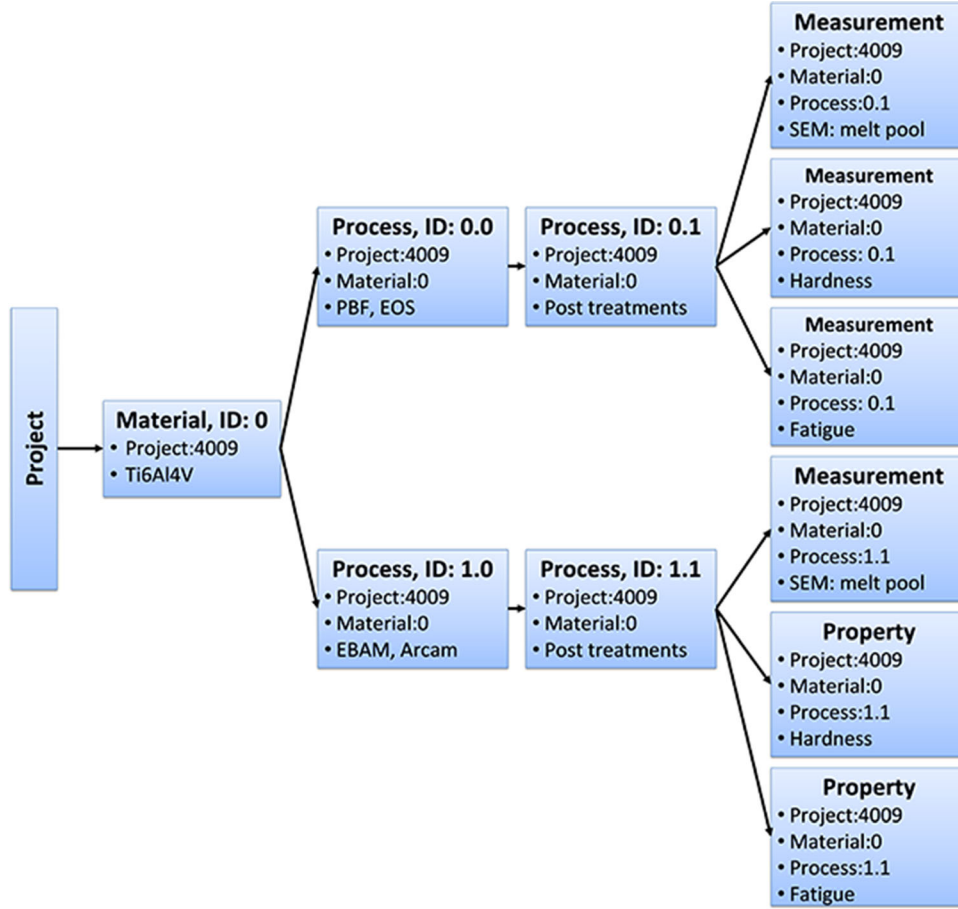 Project
Material, ID: 0
• Project:4009
• Ti6Al4V
Process, ID: 0.0
• Project:4009
• Material:0
• PBF, EOS
Process, ID: 0.1
• Project:4009
• Material:0
• Post treatments
Process, ID: 1.0
• Project:4009
• Material:0
• EBAM, Arcam
Process, ID: 1.1
• Project:4009
• Material:0
• Post treatments
Measurement
• Project:4009
• Material:0
• Process:0.1
• SEM: melt pool
Measurement
• Project:4009
• Material:0
• Process: 0.1
• Hardness
Measurement
• Project:4009
• Material:0
• Process: 0.1
• Fatigue
Measurement
• Project:4009
• Material:0
• Process:1.1
• SEM: melt pool
Property
• Project:4009
• Material:0
• Process:1.1
• Hardness
Property
• Project:4009
• Material:0
• Process:1.1
• Fatigue